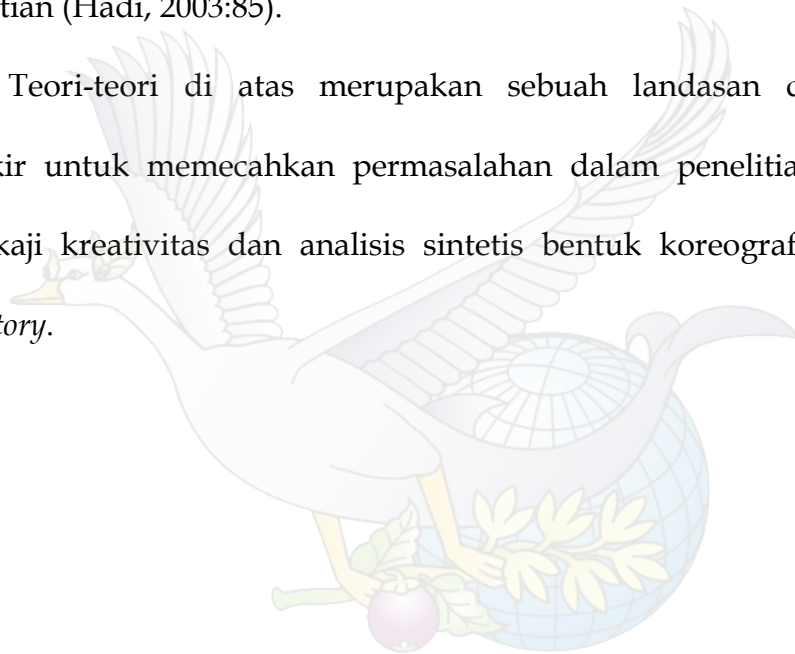 tian (Hadi, 2003:85).
Teori-teori di atas merupakan sebuah landasan
kir untuk memecahkan permasalahan dalam penelitia
kaji kreativitas dan analisis sintetis bentuk koreograf
tory.